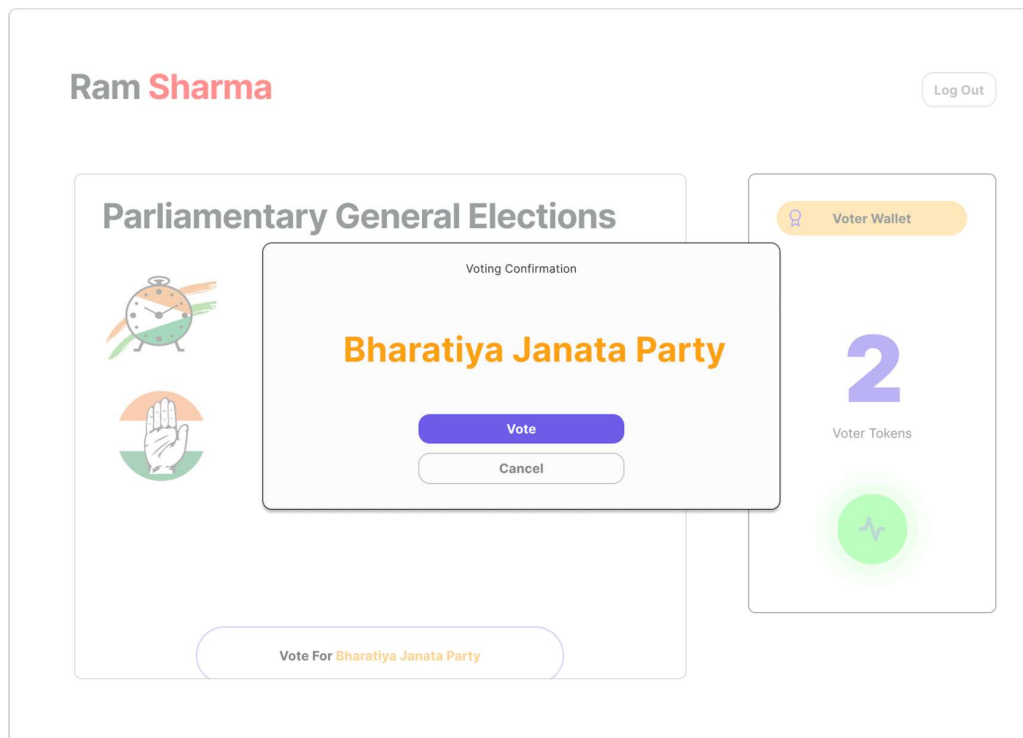 Ram Sharma
Log Out
Parliamentary General Elections
Voter Wallet
Voting Confirmation
Bharatiya Janata Party
Vote
Cancel
2
Voter Tokens
Vote For Bharatiya Janata Party